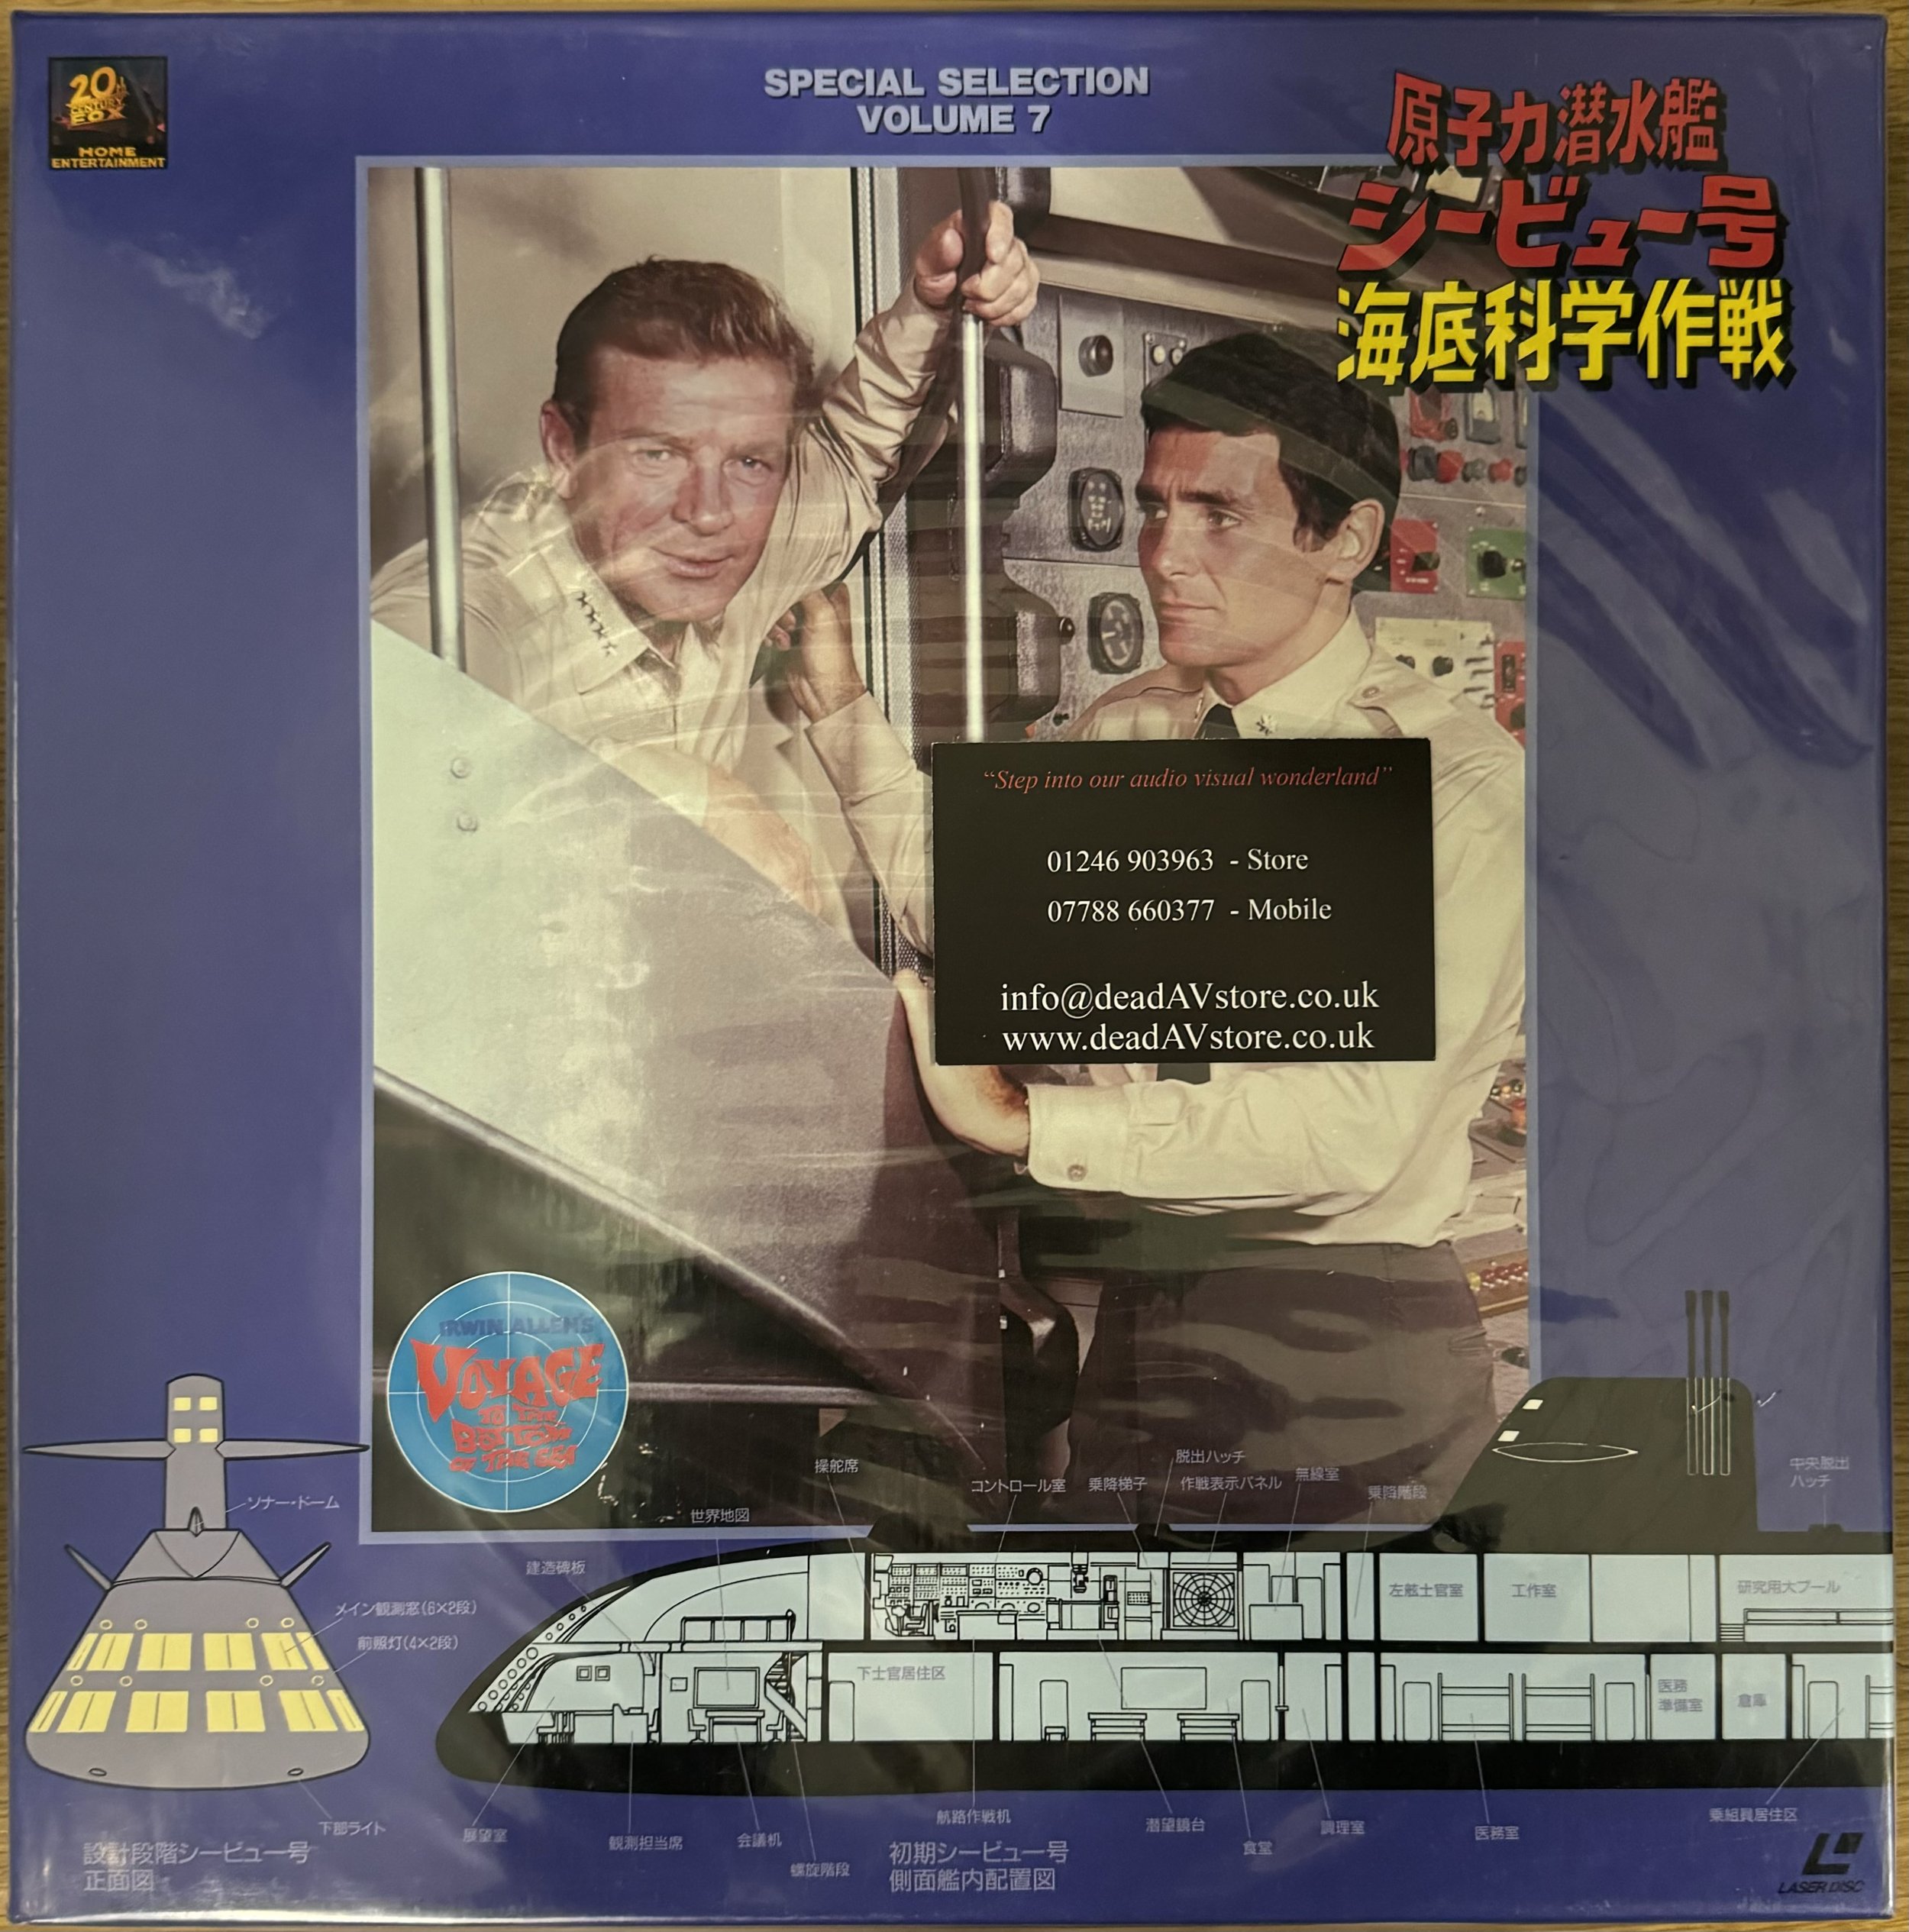 20th
CENTURY
FOX
HOME
ENTERTAINMENT
SPECIAL SELECTION
VOLUME 7
原子力潜水艦
シービュー号
海底科学作戦
“Step into our audio visual wonderland”
01246 903963 - Store
07788 660377 - Mobile
info@deadAVstore.co.uk
www.deadAVstore.co.uk
IRWIN ALLEN'S
VOYAGE
TO THE
BOTTOM
OF THE SEA
ソナー・ドーム
メイン観測窓(6×2段)
前照灯(4×2段)
下部ライト
設計段階シービュー号
正面図
建造碑板
世界地図
操舵席
コントロール室
乗降梯子
脱出ハッチ
作戦表示パネル
無線室
乗降階段
中央脱出
ハッチ
左舷士官室
工作室
研究用大プール
下士官居住区
医務
準備室
倉庫
展望室
観測担当席
会議机
螺旋階段
航路作戦机
潜望鏡台
食堂
調理室
医務室
乗組員居住区
初期シービュー号
側面艦内配置図
LASER DISC